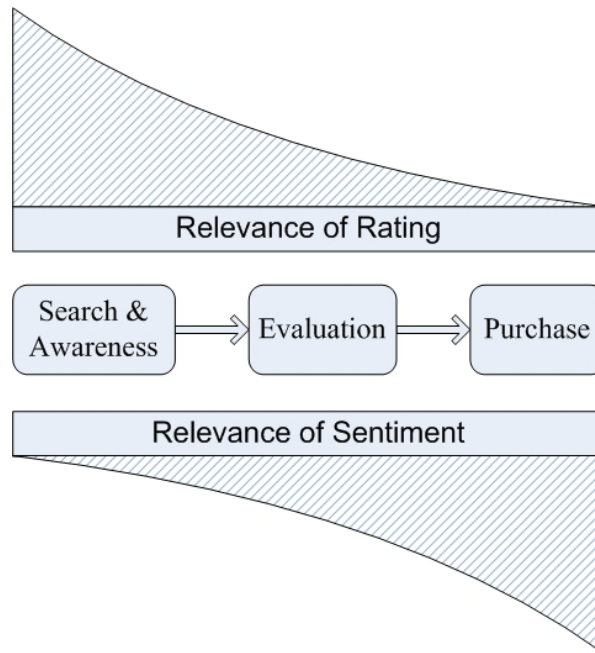 Relevance of Rating
Search &
Awareness
Evaluation
Purchase
Relevance of Sentiment